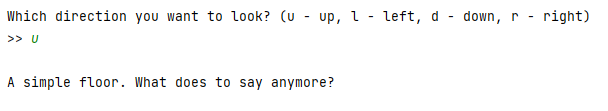 Which direction you want to look? (u - up, l - left, d - down, r - right)
>> u
A simple floor. What does to say anymore?